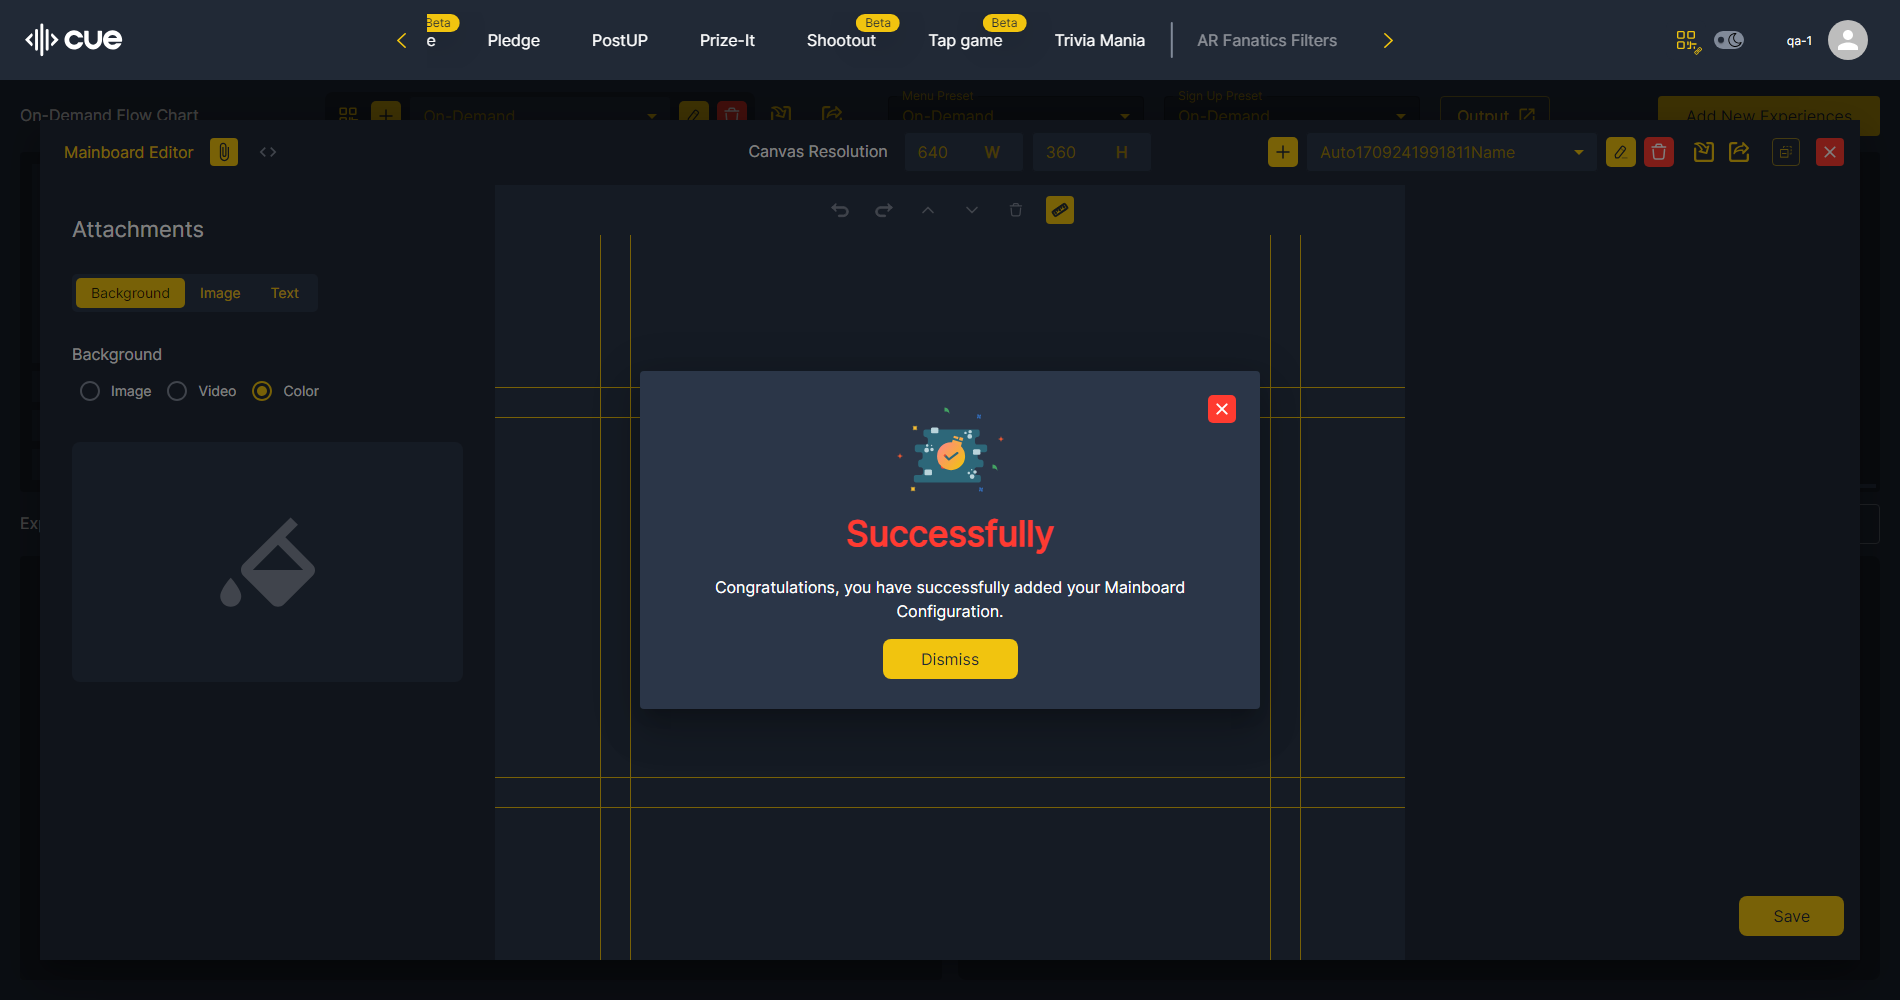 cue
Beta
e
Pledge
PostUP
Prize-It
Beta
Shootout
Beta
Tap game
Trivia Mania
AR Fanatics Filters
qa-1
On-Demand Flow Chart
On-Demand
Menu Preset
On-Demand
Sign Up Preset
On-Demand
Output
Add New Experiences
Mainboard Editor
Canvas Resolution
640 W
360 H
Auto1709241991811Name
Attachments
Background Image Text
Background
Image Video Color
Successfully
Congratulations, you have successfully added your Mainboard
Configuration.
Dismiss
Save